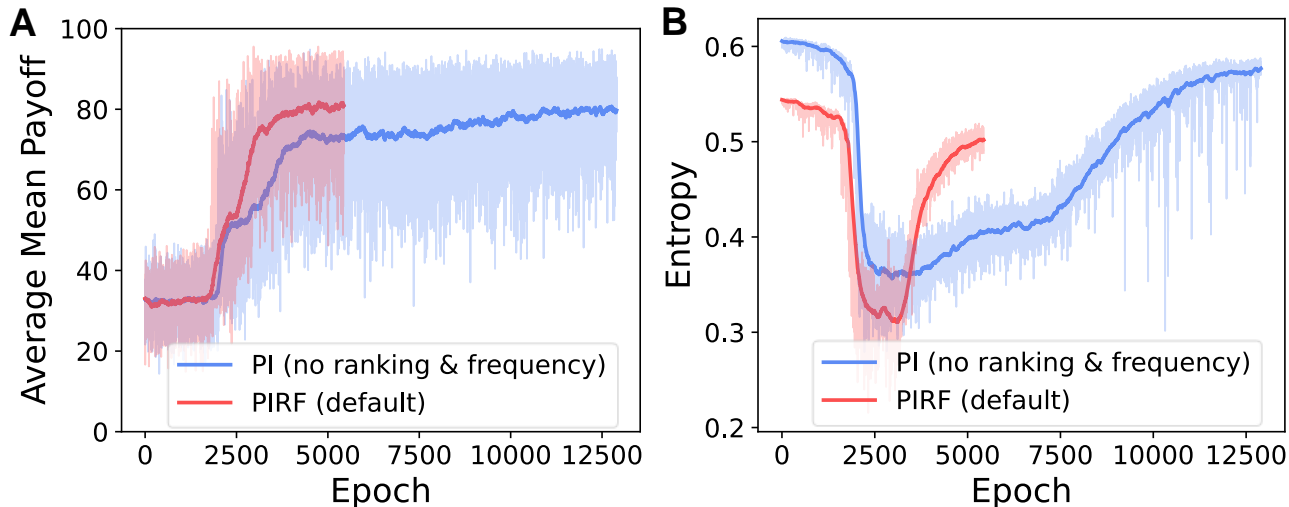 A
Average Mean Payoff
100
80
60
40
20
0
0 2500 5000 7500 10000 12500
Epoch
PI (no ranking & frequency)
PIRF (default)
B
Entropy
0.6
0.5
0.4
0.3
0.2
0 2500 5000 7500 10000 12500
Epoch
PI (no ranking & frequency)
PIRF (default)